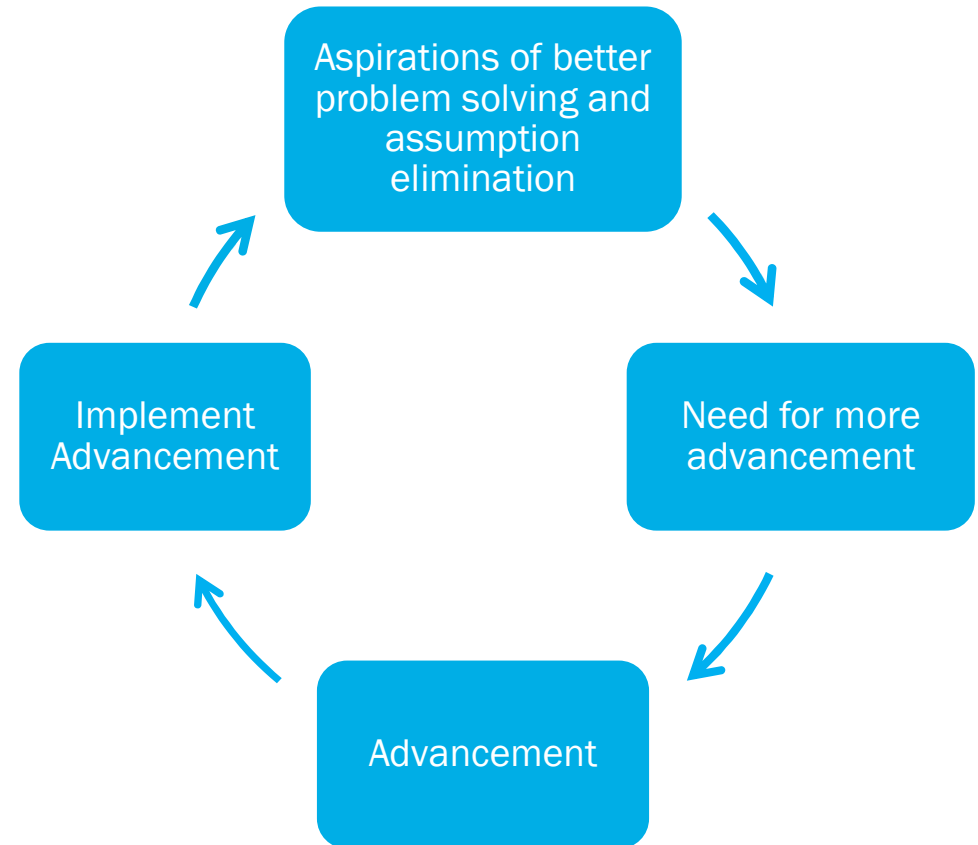 Aspirations of better
problem solving and
assumption
elimination
Need for more
advancement
Advancement
Implement
Advancement